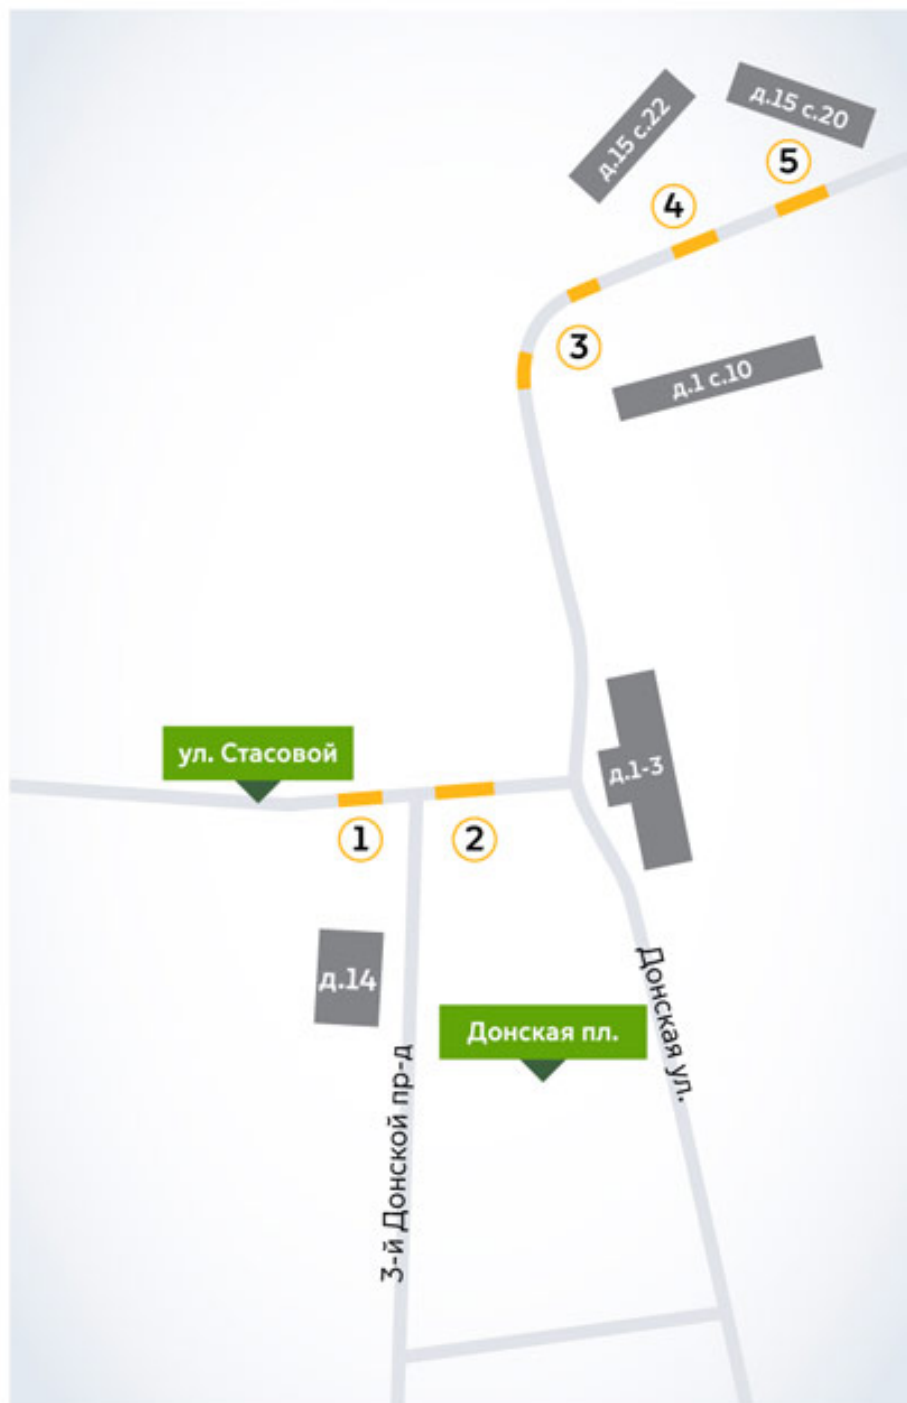 д.15 с.22
д.15 с.20
5
4
3
д.1 с.10
ул. Стасовой
д.1-3
1
2
д.14
Донская пл.
Донская ул.
3-й Донской пр-д